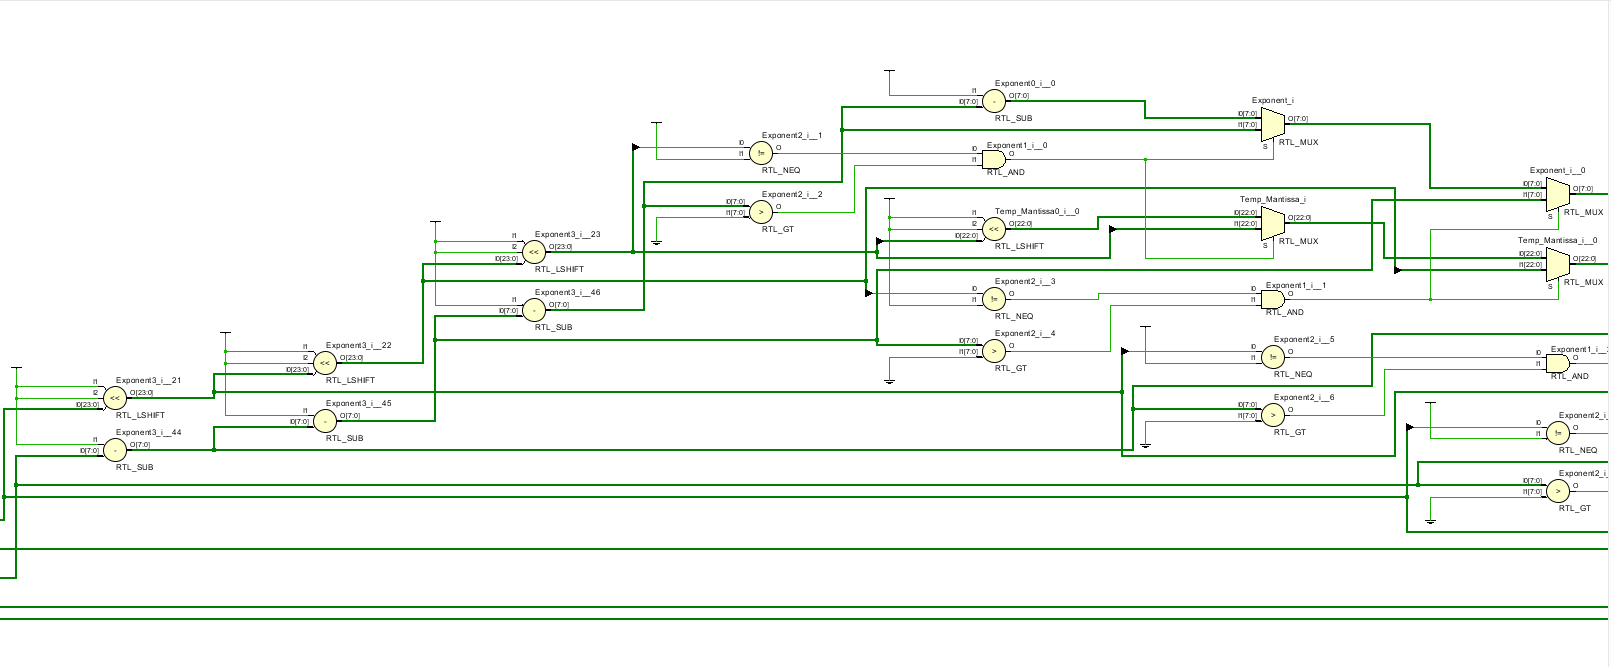 Exponent0_i__0
I1
I0[7:0]
O[7:0]
-
RTL_SUB
Exponent_i
I0[7:0]
I1[7:0]
O[7:0]
S
RTL_MUX
Exponent2_i__1
I0
I1
O
!=
RTL_NEQ
Exponent1_i__0
I0
I1
O
RTL_AND
Exponent_i__0
I0[7:0]
I1[7:0]
O[7:0]
S
RTL_MUX
Exponent2_i__2
I0[7:0]
I1[7:0]
O
>
RTL_GT
Temp_Mantissa0_i__0
I1
I2
I0[22:0]
O[22:0]
<<
RTL_LSHIFT
Temp_Mantissa_i
I0[22:0]
I1[22:0]
O[22:0]
S
RTL_MUX
Exponent3_i__23
I1
I2
I0[23:0]
O[23:0]
<<
RTL_LSHIFT
Temp_Mantissa_i__0
I0[22:0]
I1[22:0]
O[22:0]
S
RTL_MUX
Exponent3_i__46
I1
I0[7:0]
O[7:0]
-
RTL_SUB
Exponent2_i__3
I0
I1
O
!=
RTL_NEQ
Exponent1_i__1
I0
I1
O
RTL_AND
Exponent2_i__4
I0[7:0]
I1[7:0]
O
>
RTL_GT
Exponent2_i__5
I0
I1
O
!=
RTL_NEQ
Exponent1_i__
I0
I1
O
RTL_AND
Exponent3_i__22
I1
I2
I0[23:0]
O[23:0]
<<
RTL_LSHIFT
Exponent3_i__21
I1
I2
I0[23:0]
O[23:0]
<<
RTL_LSHIFT
Exponent3_i__45
I1
I0[7:0]
O[7:0]
-
RTL_SUB
Exponent2_i__6
I0[7:0]
I1[7:0]
O
>
RTL_GT
Exponent2_i_
I0
I1
O
!=
RTL_NEQ
Exponent3_i__44
I1
I0[7:0]
O[7:0]
-
RTL_SUB
Exponent2_i_
I0[7:0]
I1[7:0]
O
>
RTL_GT